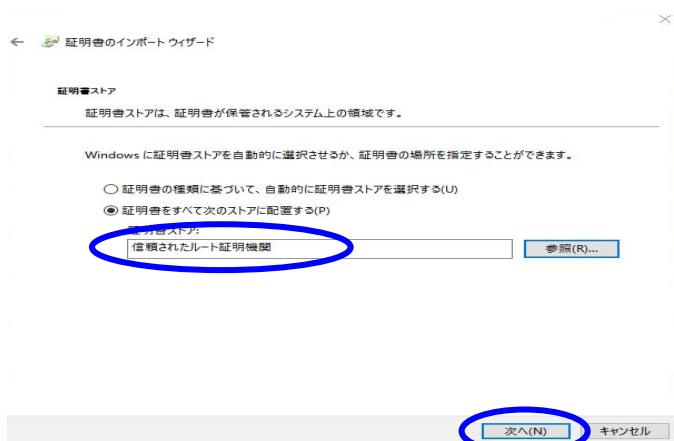 証明書のインポート ウィザード
証明書ストア
証明書ストアは、証明書が保管されるシステム上の領域です。
Windows に証明書ストアを自動的に選択させるか、証明書の場所を指定することができます。
証明書の種類に基づいて、自動的に証明書ストアを選択する(U)
証明書をすべて次のストアに配置する(P)
証明書ストア:
信頼されたルート証明機関
参照(R)...
次へ(N)
キャンセル